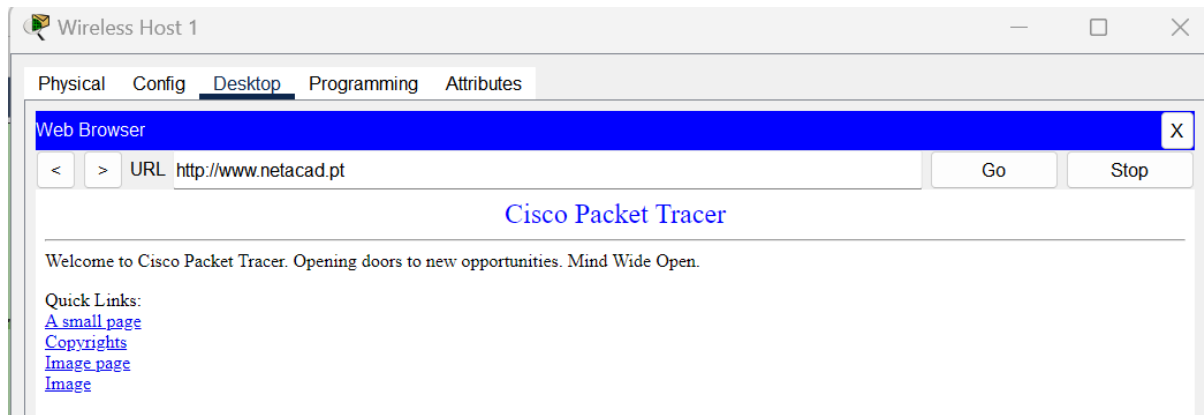 Wireless Host 1
Physical Config Desktop Programming Attributes
Web Browser X
< > URL http://www.netacad.pt Go Stop
Cisco Packet Tracer
Welcome to Cisco Packet Tracer. Opening doors to new opportunities. Mind Wide Open.
Quick Links:
A small page
Copyrights
Image page
Image